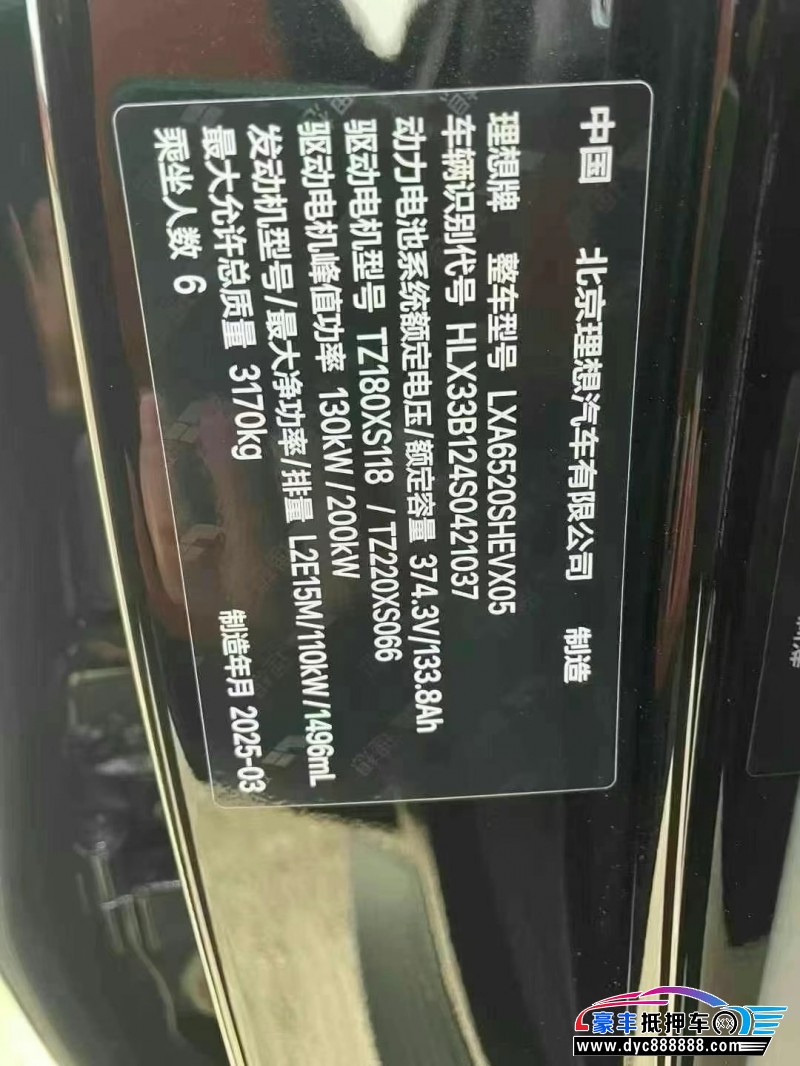 中国 北京理想汽车有限公司 制造
理想牌 整车型号 LXA6520SHEVX05
车辆识别代号 HLX33B124S0421037
动力电池系统额定电压/额定容量 374.3V/133.8Ah
驱动电机型号 TZ180XS118 / TZ220XS066
驱动电机峰值功率 130kW/200kW
发动机型号/最大净功率/排量 L2E15M/110kW/1496mL
最大允许总质量 3170kg
乘坐人数 6
制造年月 2025-03
豪丰抵押车
www.dyc888888.com